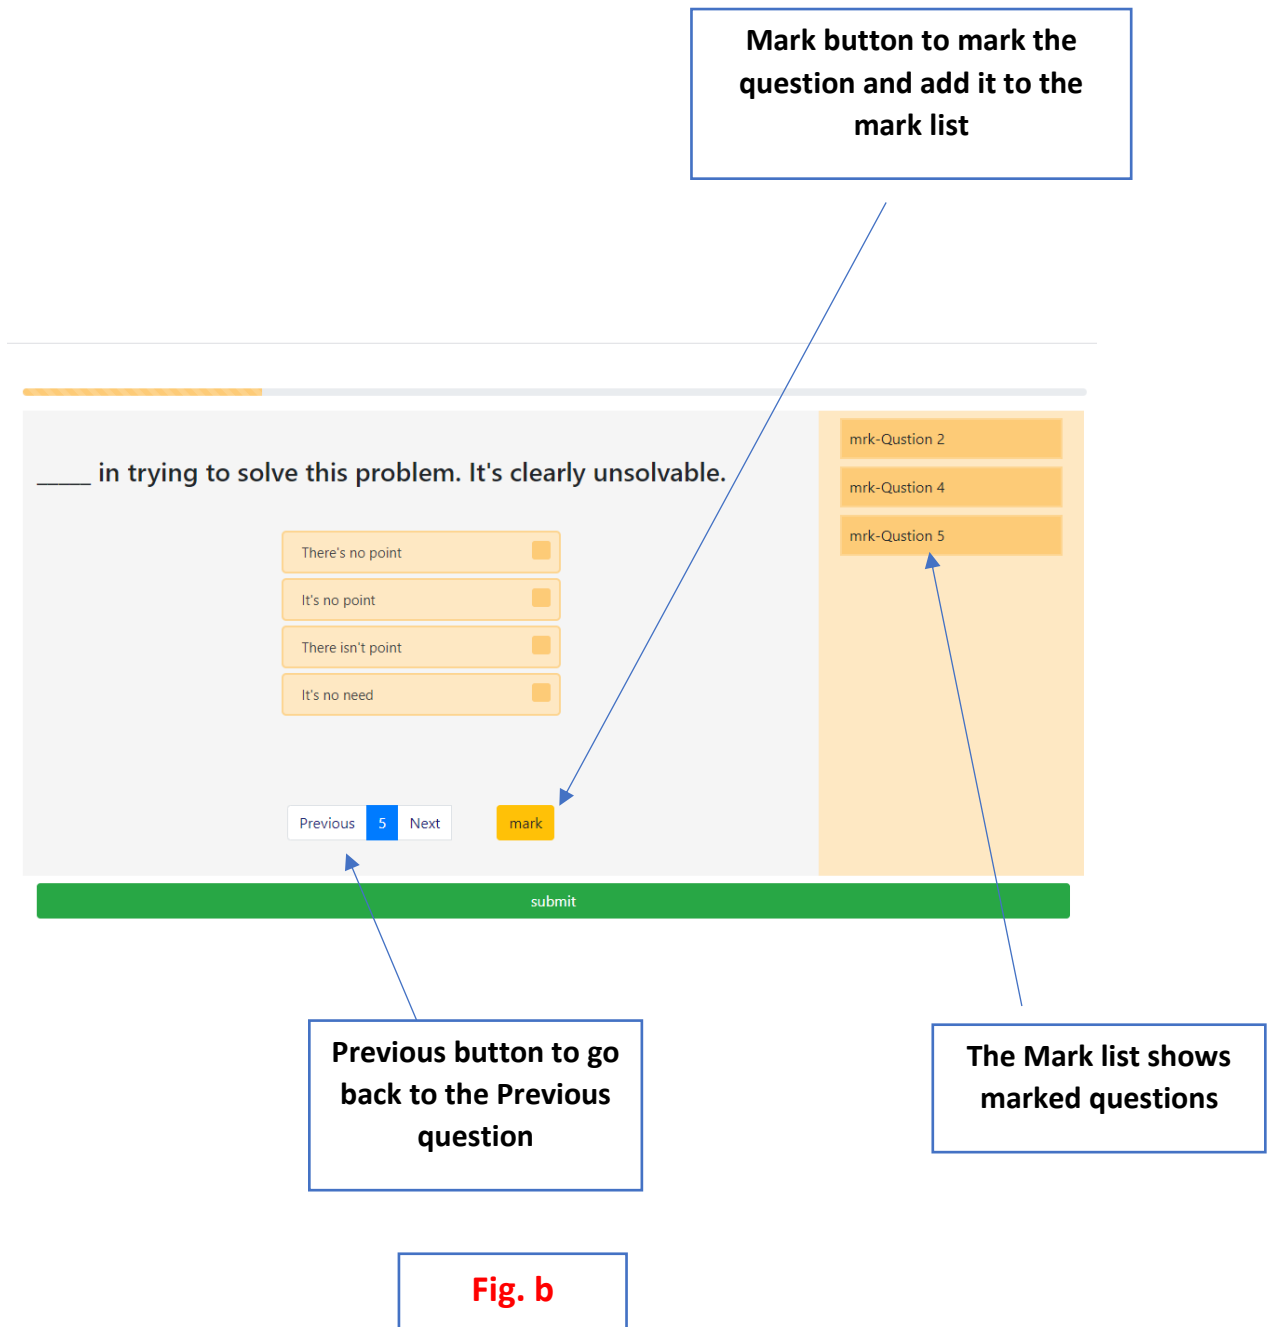 Mark button to mark the
question and add it to the
mark list
_____ in trying to solve this problem. It's clearly unsolvable.
There's no point
It's no point
There isn't point
It's no need
Previous 5 Next mark
mrk-Qustion 2
mrk-Qustion 4
mrk-Qustion 5
submit
Previous button to go
back to the Previous
question
The Mark list shows
marked questions
Fig. b